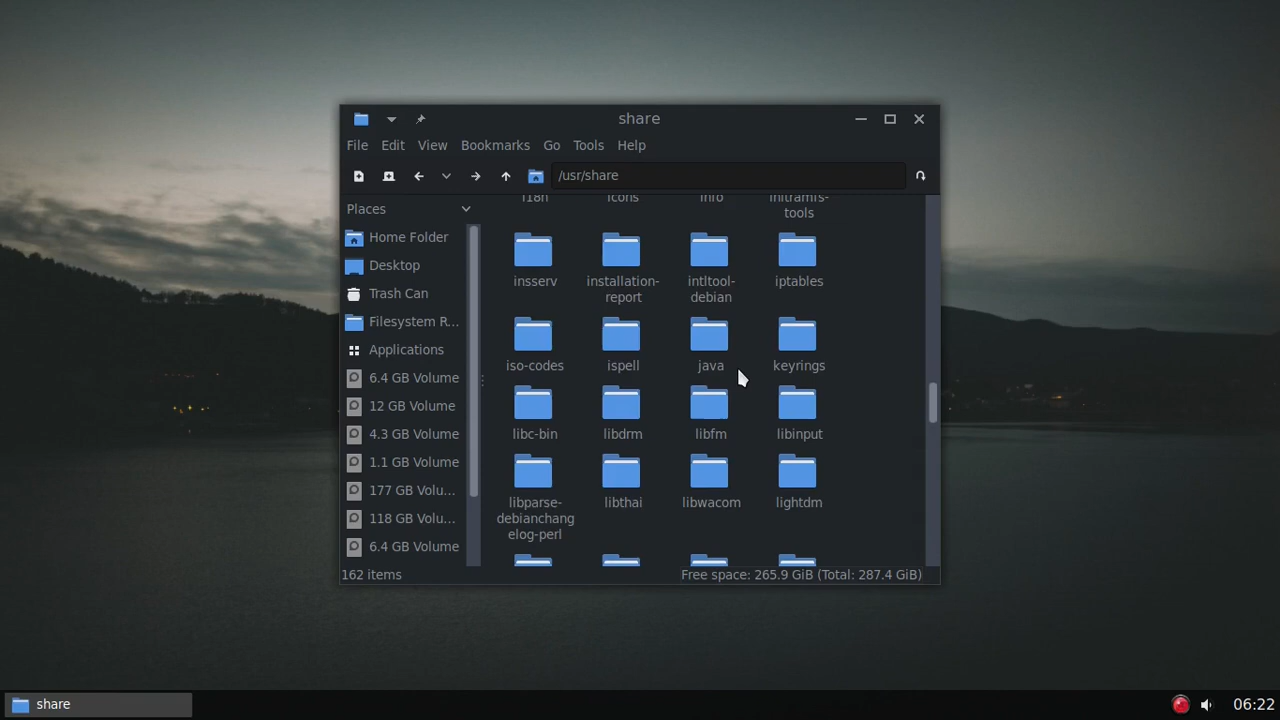 share
File Edit View Bookmarks Go Tools Help
/usr/share
Places
Home Folder
Desktop
Trash Can
Filesystem R...
Applications
6.4 GB Volume
12 GB Volume
4.3 GB Volume
1.1 GB Volume
177 GB Volu...
118 GB Volu...
6.4 GB Volume
i18n icons info initramfs-
tools
insserv installation- intltool- iptables
report debian
iso-codes ispell java keyrings
libc-bin libdrm libfm libinput
libparse- libthai libwacom lightdm
debianchang
elog-perl
162 items Free space: 265.9 GiB (Total: 287.4 GiB)
share 06:22